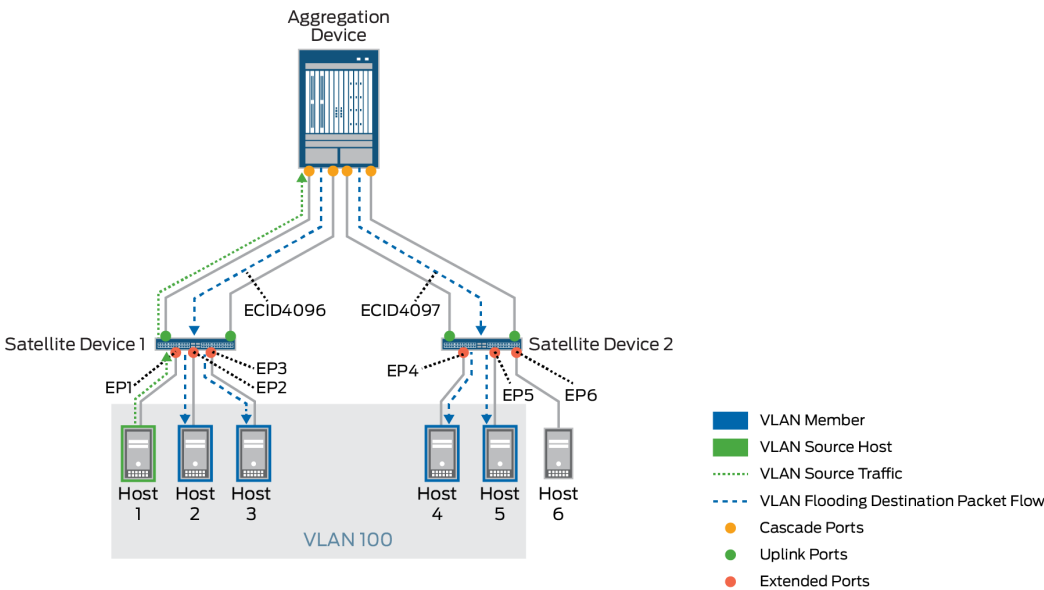 Aggregation
Device
ECID4096
ECID4097
Satellite Device 1
Satellite Device 2
EP1
EP3
EP2
EP4
EP5
EP6
Host
1
Host
2
Host
3
Host
4
Host
5
Host
6
VLAN 100
VLAN Member
VLAN Source Host
VLAN Source Traffic
VLAN Flooding Destination Packet Flow
Cascade Ports
Uplink Ports
Extended Ports